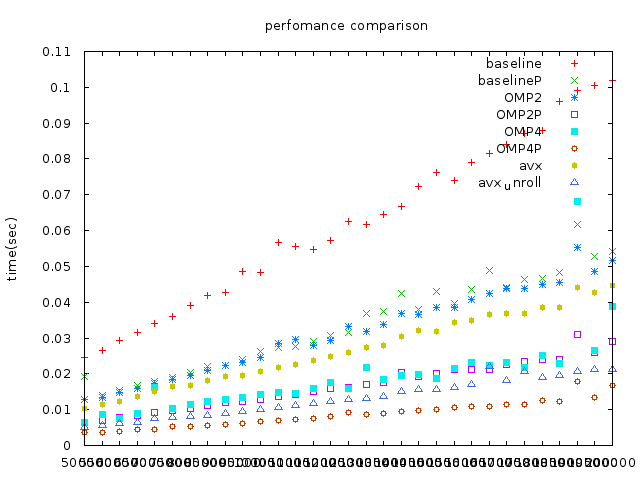 perfomance comparison
0.11
0.1
0.09
0.08
0.07
0.06
0.05
0.04
0.03
0.02
0.01
0
time(sec)
baseline
baselineP
OMP2
OMP2P
OMP4
OMP4P
avx
avxunroll